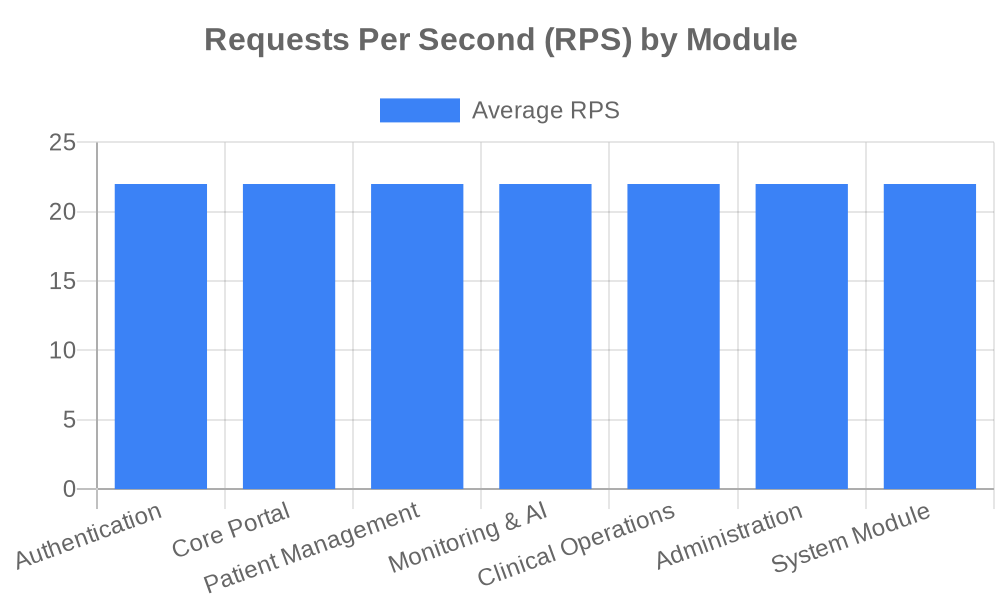 Requests Per Second (RPS) by Module
Average RPS
25
20
15
10
5
0
Authentication
Core Portal
Patient Management
Monitoring & AI
Clinical Operations
Administration
System Module